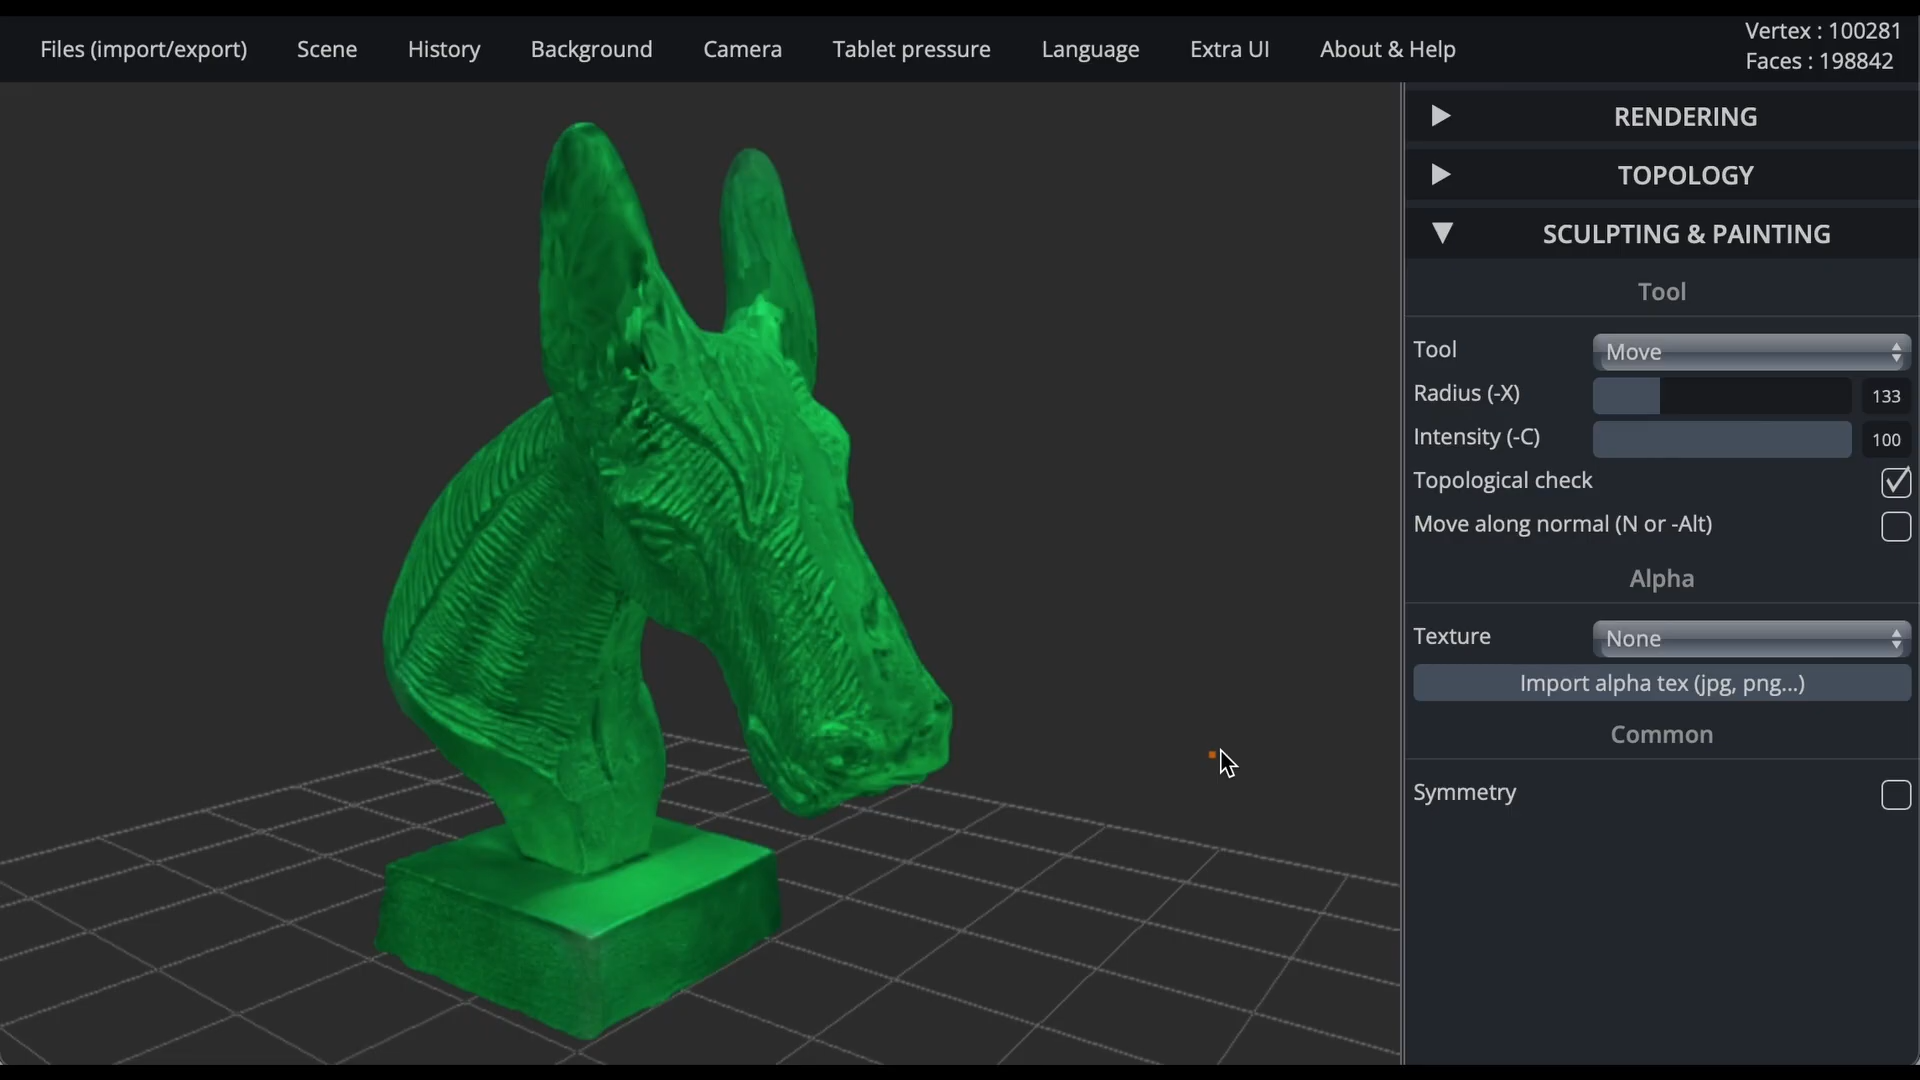 Files (import/export) Scene History Background Camera Tablet pressure Language Extra UI About & Help
Vertex : 100281
Faces : 198842
RENDERING
TOPOLOGY
SCULPTING & PAINTING
Tool
Tool Move
Radius (-X) 133
Intensity (-C) 100
Topological check
Move along normal (N or -Alt)
Alpha
Texture None
Import alpha tex (jpg, png...)
Common
Symmetry